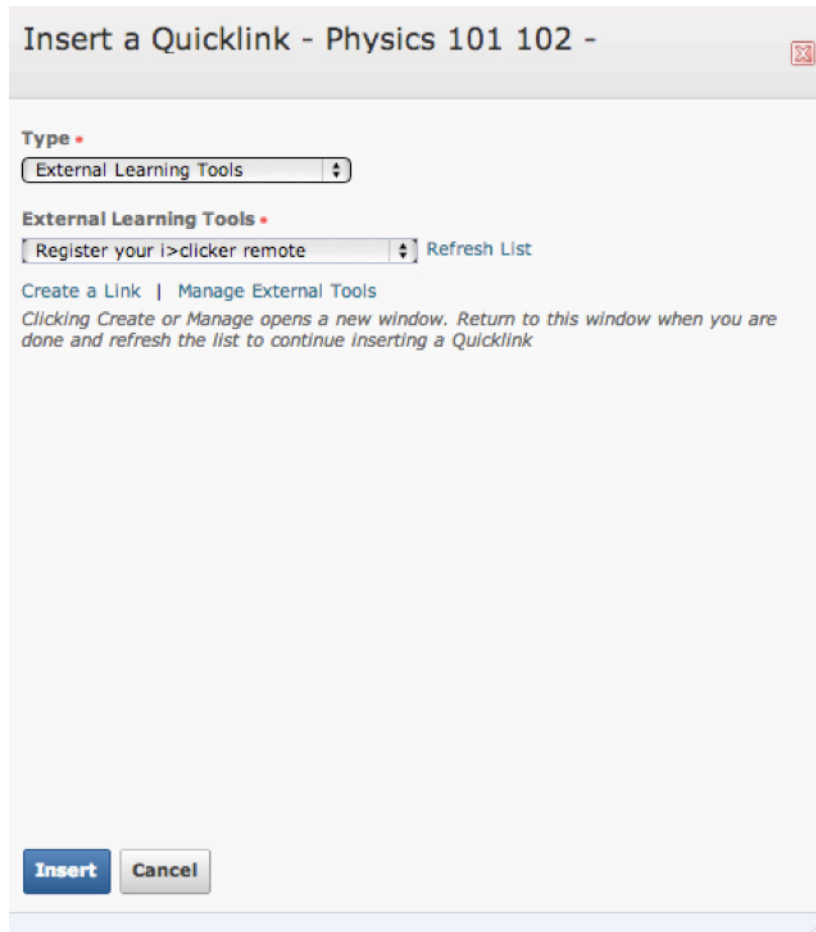 Insert a Quicklink - Physics 101 102 -
Type •
External Learning Tools
External Learning Tools •
Register your i>clicker remote Refresh List
Create a Link | Manage External Tools
Clicking Create or Manage opens a new window. Return to this window when you are
done and refresh the list to continue inserting a Quicklink
Insert Cancel